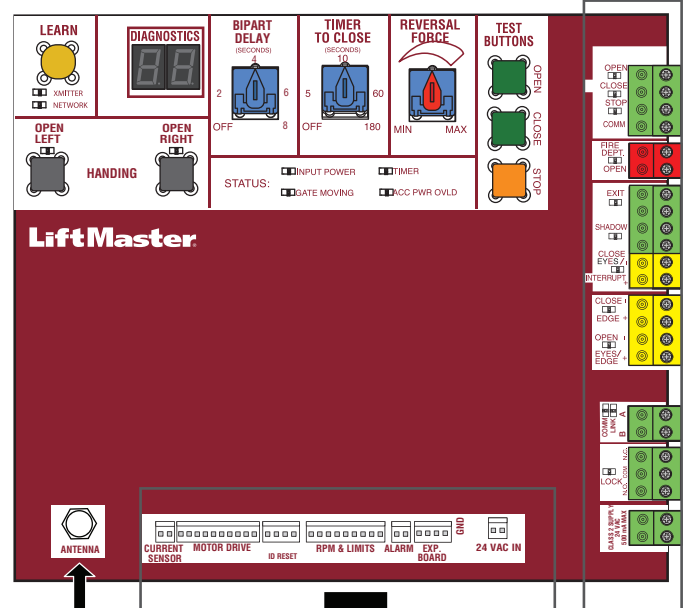 LEARN
XMITTER
NETWORK
DIAGNOSTICS
BIPART
DELAY
(SECONDS)
4
2
6
OFF
8
TIMER
TO CLOSE
(SECONDS)
10
5
60
OFF
180
REVERSAL
FORCE
MIN
MAX
TEST
BUTTONS
OPEN
CLOSE
STOP
OPEN
LEFT
HANDING
OPEN
RIGHT
STATUS:
INPUT POWER
TIMER
GATE MOVING
ACC PWR OVLD
LiftMaster
OPEN
CLOSE
STOP
COMM
FIRE
DEPT.
OPEN
EXIT
SHADOW
CLOSE
EYES/ -
INTERRUPT +
CLOSE -
EDGE +
OPEN -
EYES/
EDGE +
COMM
LINK
A
B
N.C.
COM
N.O.
LOCK
CLASS 2 SUPPLY
24 VAC
500 mA MAX
ANTENNA
CURRENT
SENSOR
MOTOR DRIVE
ID RESET
RPM & LIMITS
ALARM
EXP.
BOARD
GND
24 VAC IN